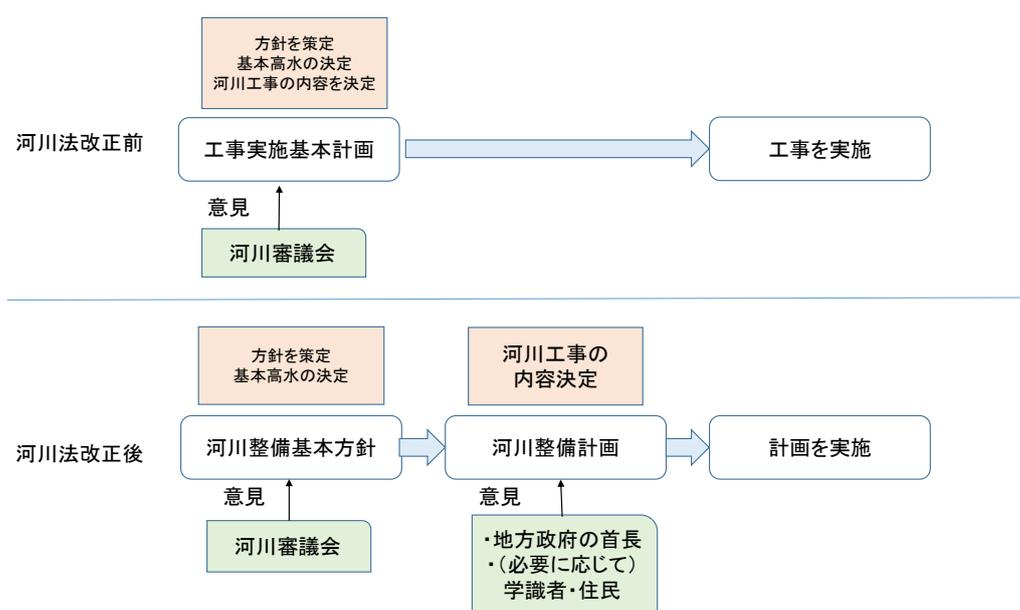 方針を策定
基本高水の決定
河川工事の内容を決定
河川法改正前
工事実施基本計画
工事を実施
意見
河川審議会
方針を策定
基本高水の決定
河川工事の
内容決定
河川法改正後
河川整備基本方針
河川整備計画
計画を実施
意見
意見
河川審議会
・地方政府の首長
・（必要に応じて）
学識者・住民